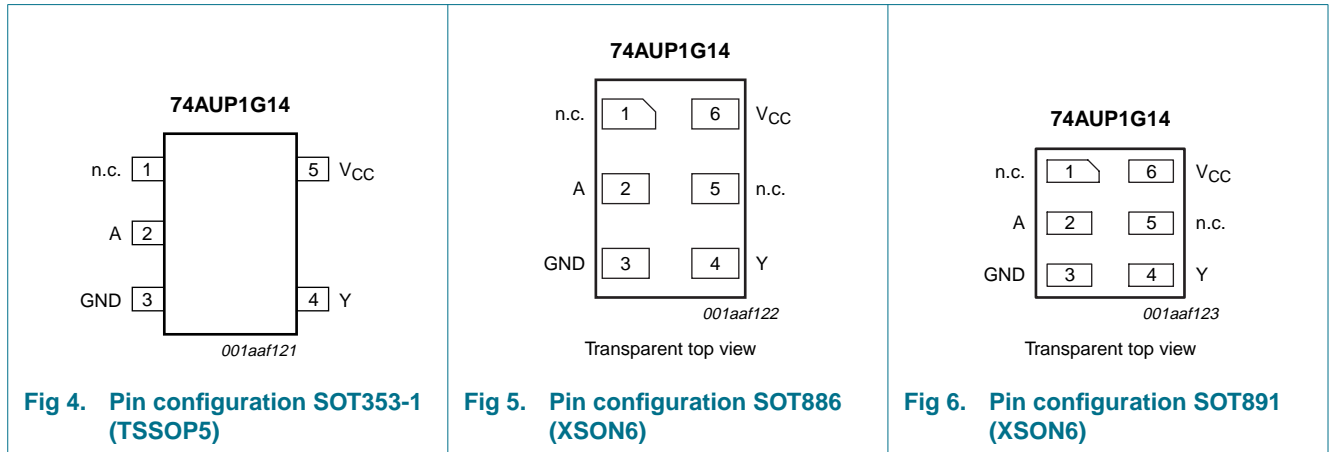 74AUP1G14
n.c. 1
5 VCC
A 2
GND 3
4 Y
001aaf121
Fig 4. Pin configuration SOT353-1
(TSSOP5)
74AUP1G14
n.c. 1 6 VCC
A 2 5 n.c.
GND 3 4 Y
001aaf122
Transparent top view
Fig 5. Pin configuration SOT886
(XSON6)
74AUP1G14
n.c. 1 6 VCC
A 2 5 n.c.
GND 3 4 Y
001aaf123
Transparent top view
Fig 6. Pin configuration SOT891
(XSON6)